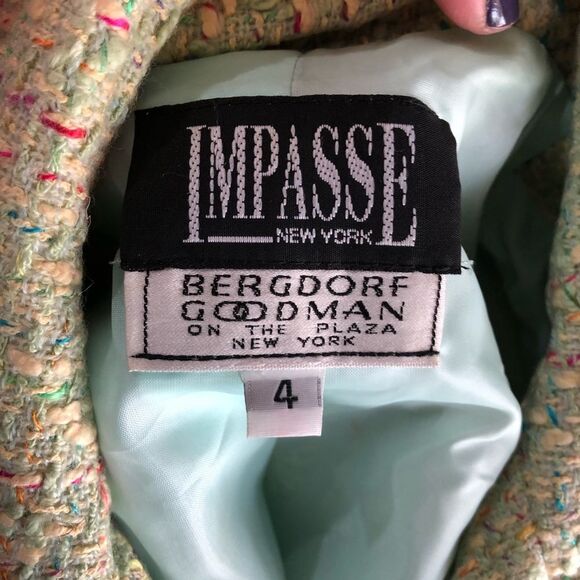 IMPASSE
NEW YORK
BERGDORF
GOODMAN
ON THE PLAZA
NEW YORK
4